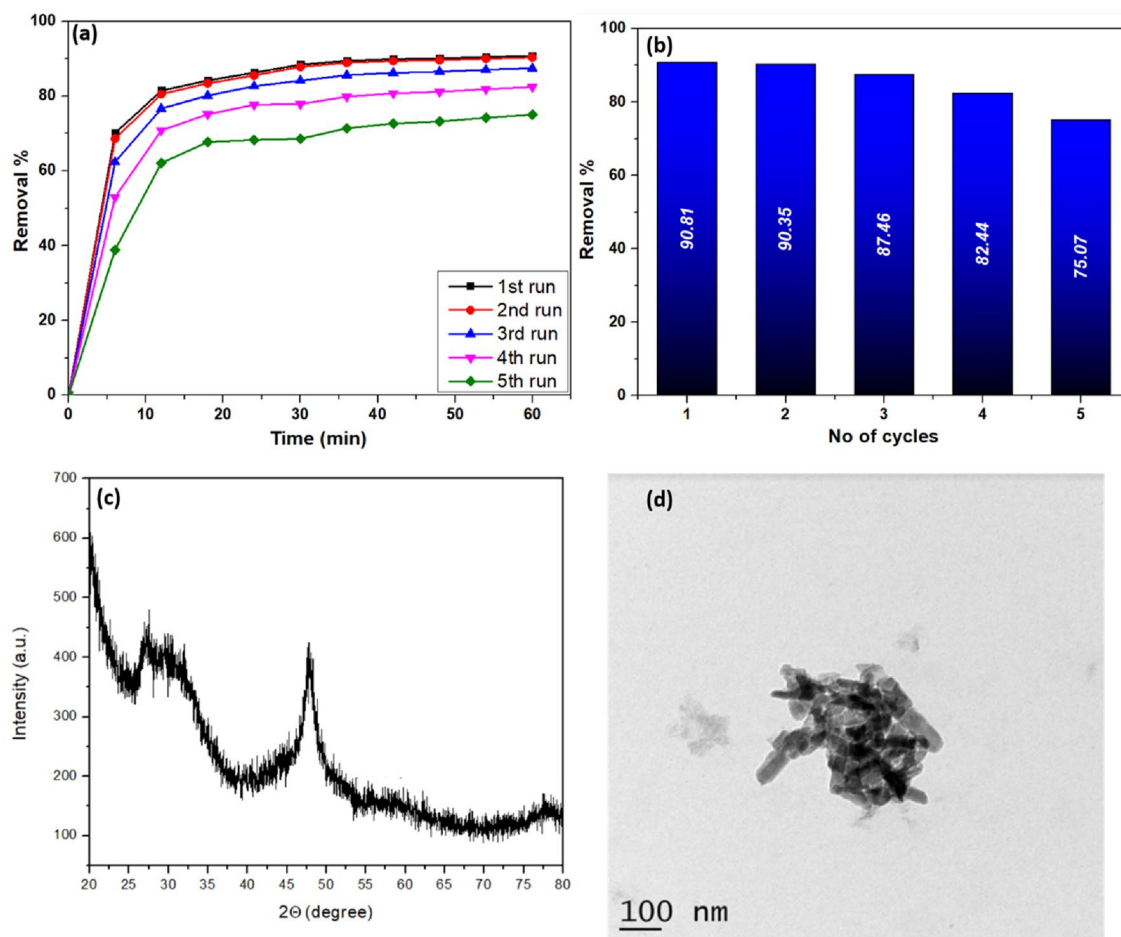 (a)
Removal %
100
80
60
40
20
0
0 10 20 30 40 50 60
Time (min)
1st run
2nd run
3rd run
4th run
5th run
(b)
Removal %
100
80
60
40
20
0
90.81
90.35
87.46
82.44
75.07
1 2 3 4 5
No of cycles
(c)
Intensity (a.u.)
700
600
500
400
300
200
100
20 25 30 35 40 45 50 55 60 65 70 75 80
2Θ (degree)
(d)
100 nm